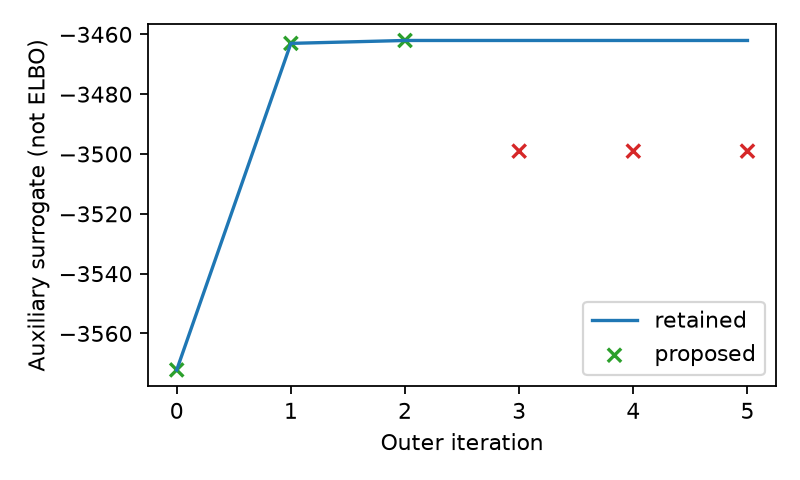 Auxiliary surrogate (not ELBO)
−3460
−3480
−3500
−3520
−3540
−3560
retained
proposed
0 1 2 3 4 5
Outer iteration